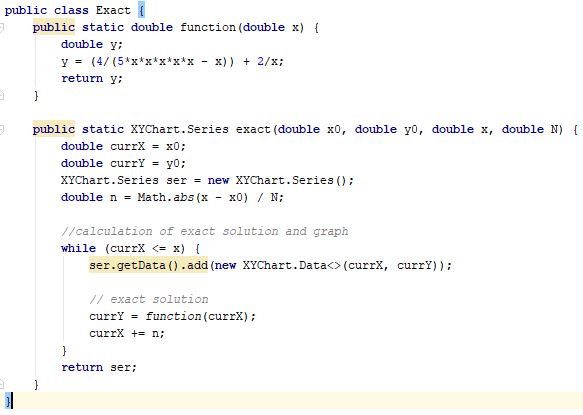 public class Exact {
public static double function(double x) {
double y;
y = (4/(5*x*x*x*x*x - x)) + 2/x;
return y;
}
public static XYChart.Series exact(double x0, double y0, double x, double N) {
double currX = x0;
double currY = y0;
XYChart.Series ser = new XYChart.Series();
double n = Math.abs(x - x0) / N;
//calculation of exact solution and graph
while (currX <= x) {
ser.getData().add(new XYChart.Data<>(currX, currY));
// exact solution
currY = function(currX);
currX += n;
}
return ser;
}
}